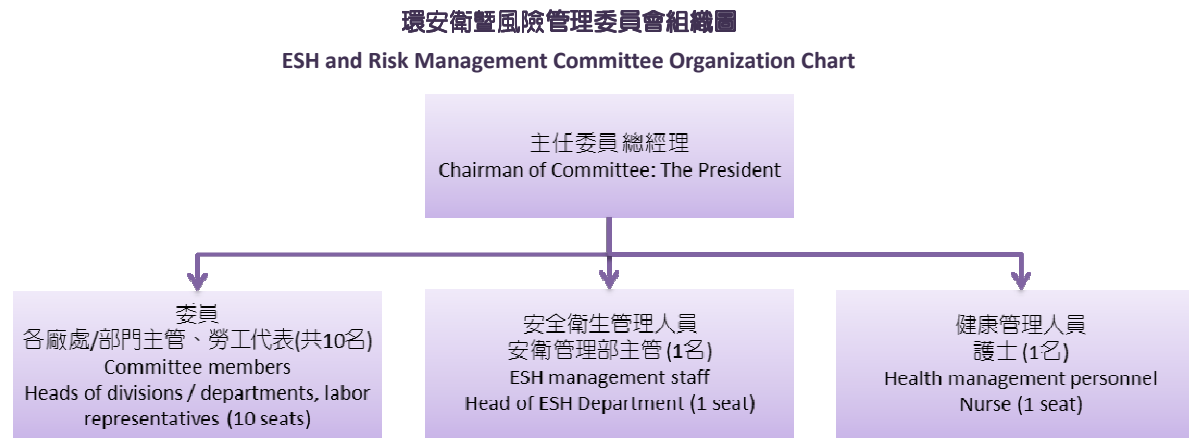 環安衛暨風險管理委員會組織圖
ESH and Risk Management Committee Organization Chart
主任委員 總經理
Chairman of Committee: The President
委員
各廠處/部門主管、勞工代表(共10名)
Committee members
Heads of divisions / departments, labor
representatives (10 seats)
安全衛生管理人員
安衛管理部主管 (1名)
ESH management staff
Head of ESH Department (1 seat)
健康管理人員
護士 (1名)
Health management personnel
Nurse (1 seat)